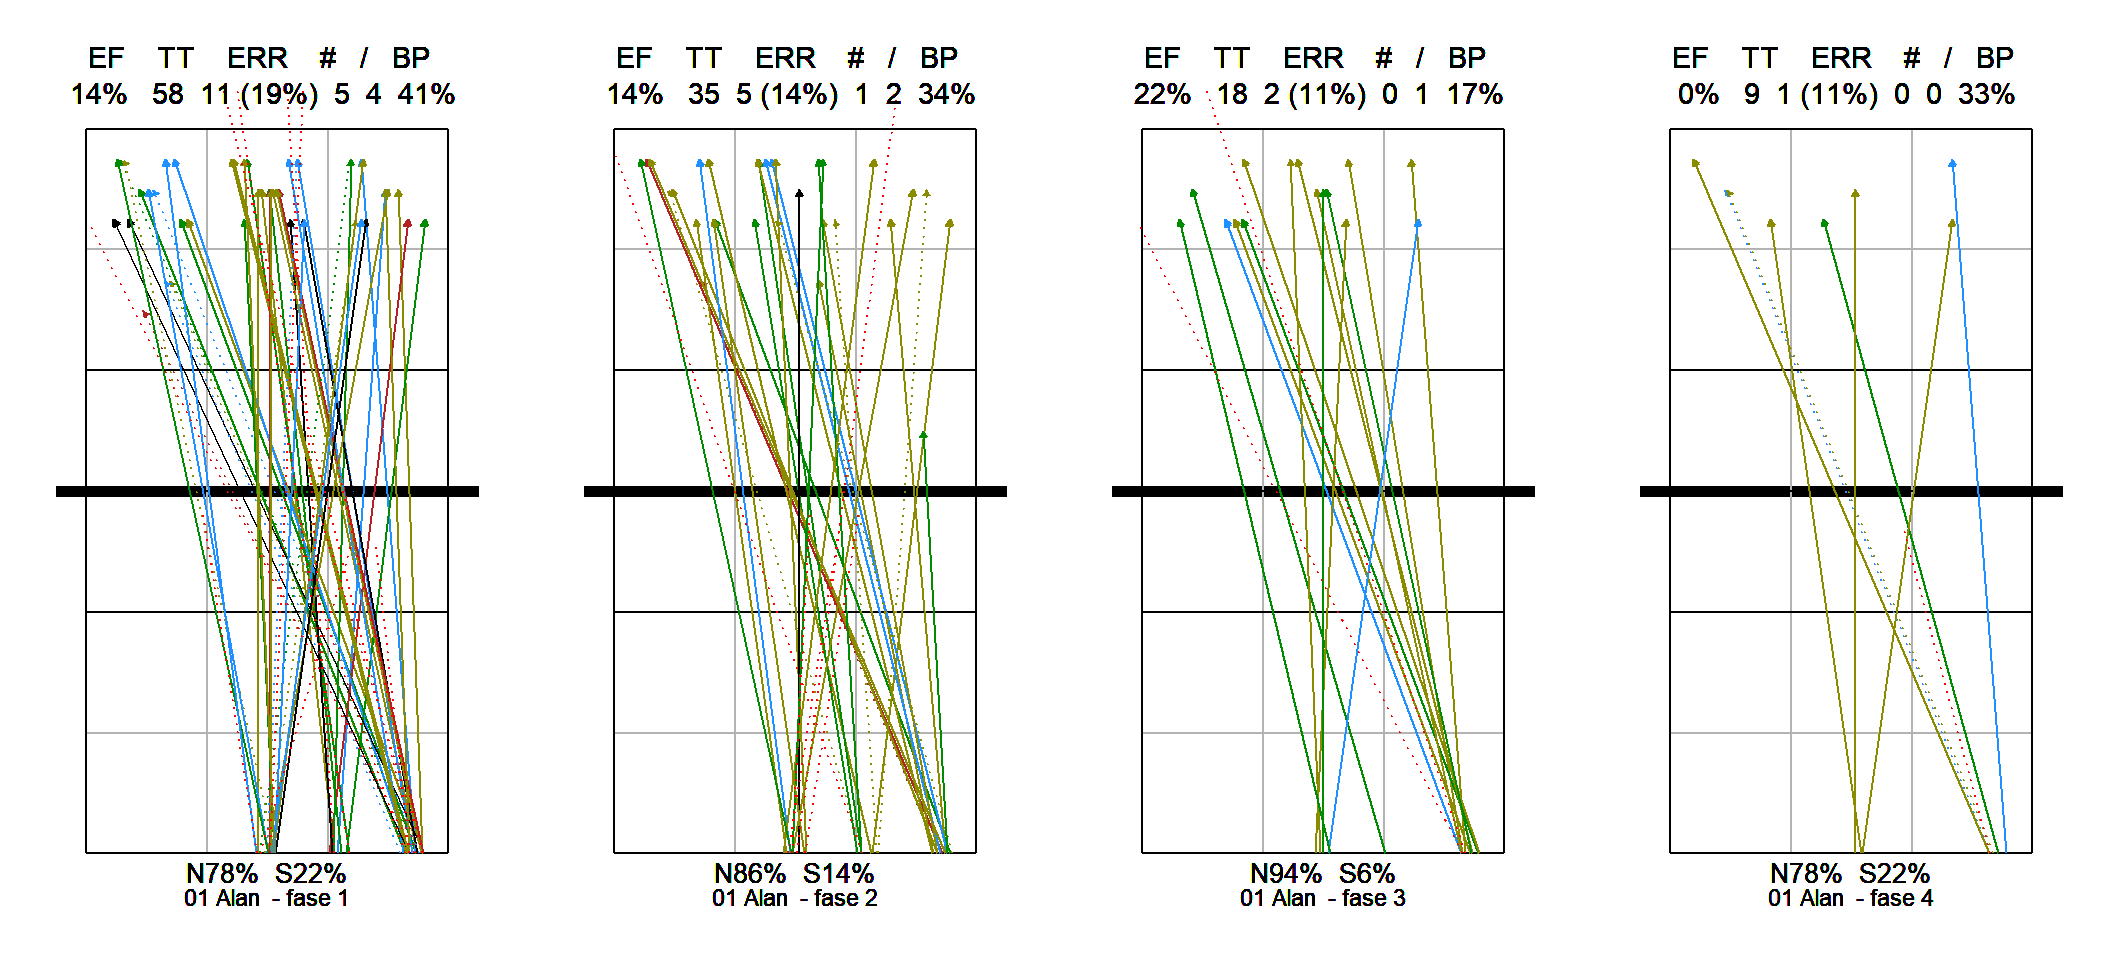 EF TT ERR # / BP
14% 58 11 (19%) 5 4 41%
N78% S22%
01 Alan - fase 1
EF TT ERR # / BP
14% 35 5 (14%) 1 2 34%
N86% S14%
01 Alan - fase 2
EF TT ERR # / BP
22% 18 2 (11%) 0 1 17%
N94% S6%
01 Alan - fase 3
EF TT ERR # / BP
0% 9 1 (11%) 0 0 33%
N78% S22%
01 Alan - fase 4